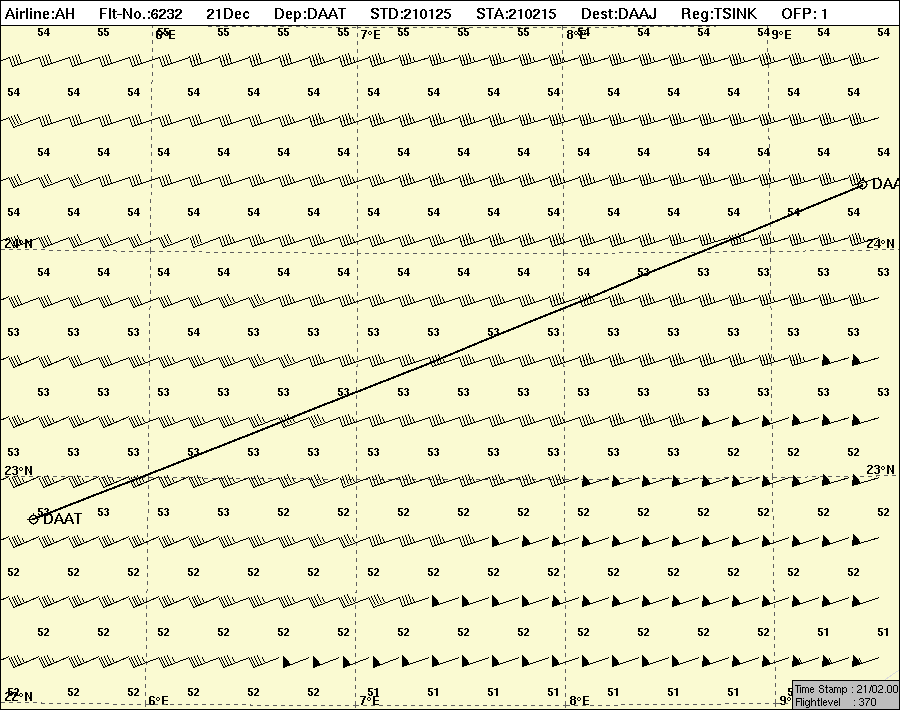 Airline:AH Flt-No.:6232 21Dec Dep:DAAT STD:210125 STA:210215 Dest:DAAJ Reg:TSINK OFP: 1
54 55 55 6°E 55 55 55 7°E 55 55 55 8°E 54 54 54 54 9°E 54 54
54 54 54 54 54 54 54 54 54 54 54 54 54 54 54
54 54 54 54 54 54 54 54 54 54 54 54 54 54 54
DAA
54 54 54 54 54 54 54 54 54 54 54 54 54 54 54
24°N 24°N
54 54 54 54 54 54 54 54 54 54 53 53 53 53 53
53 53 53 54 53 53 53 53 53 53 53 53 53 53 53
53 53 53 53 53 53 53 53 53 53 53 53 53 53 53
53 53 53 53 53 53 53 53 53 53 53 53 52 52 52
23°N 23°N
53 53 53 53 52 52 52 52 52 52 52 52 52 52 52
DAAT
52 52 52 52 52 52 52 52 52 52 52 52 52 52 52
52 52 52 52 52 52 52 52 52 52 52 52 52 51 51
52 52 52 52 52 52 51 51 51 51 51 51 51
22°N 6°E 7°E 8°E 9°
Time Stamp : 21/02.00
Flightlevel : 370